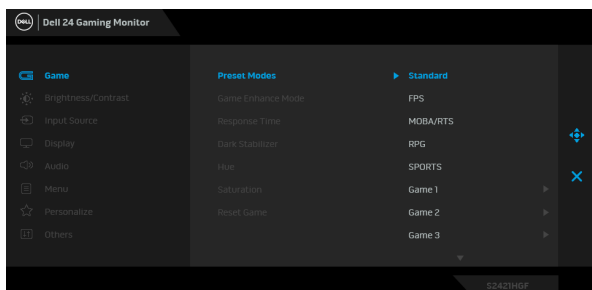 DELL Dell 24 Gaming Monitor
Game Preset Modes Standard
Brightness/Contrast Game Enhance Mode FPS
Input Source Response Time MOBA/RTS
Display Dark Stabilizer RPG
Audio Hue SPORTS
Menu Saturation Game 1
Personalize Reset Game Game 2
Others Game 3
S2421HGF